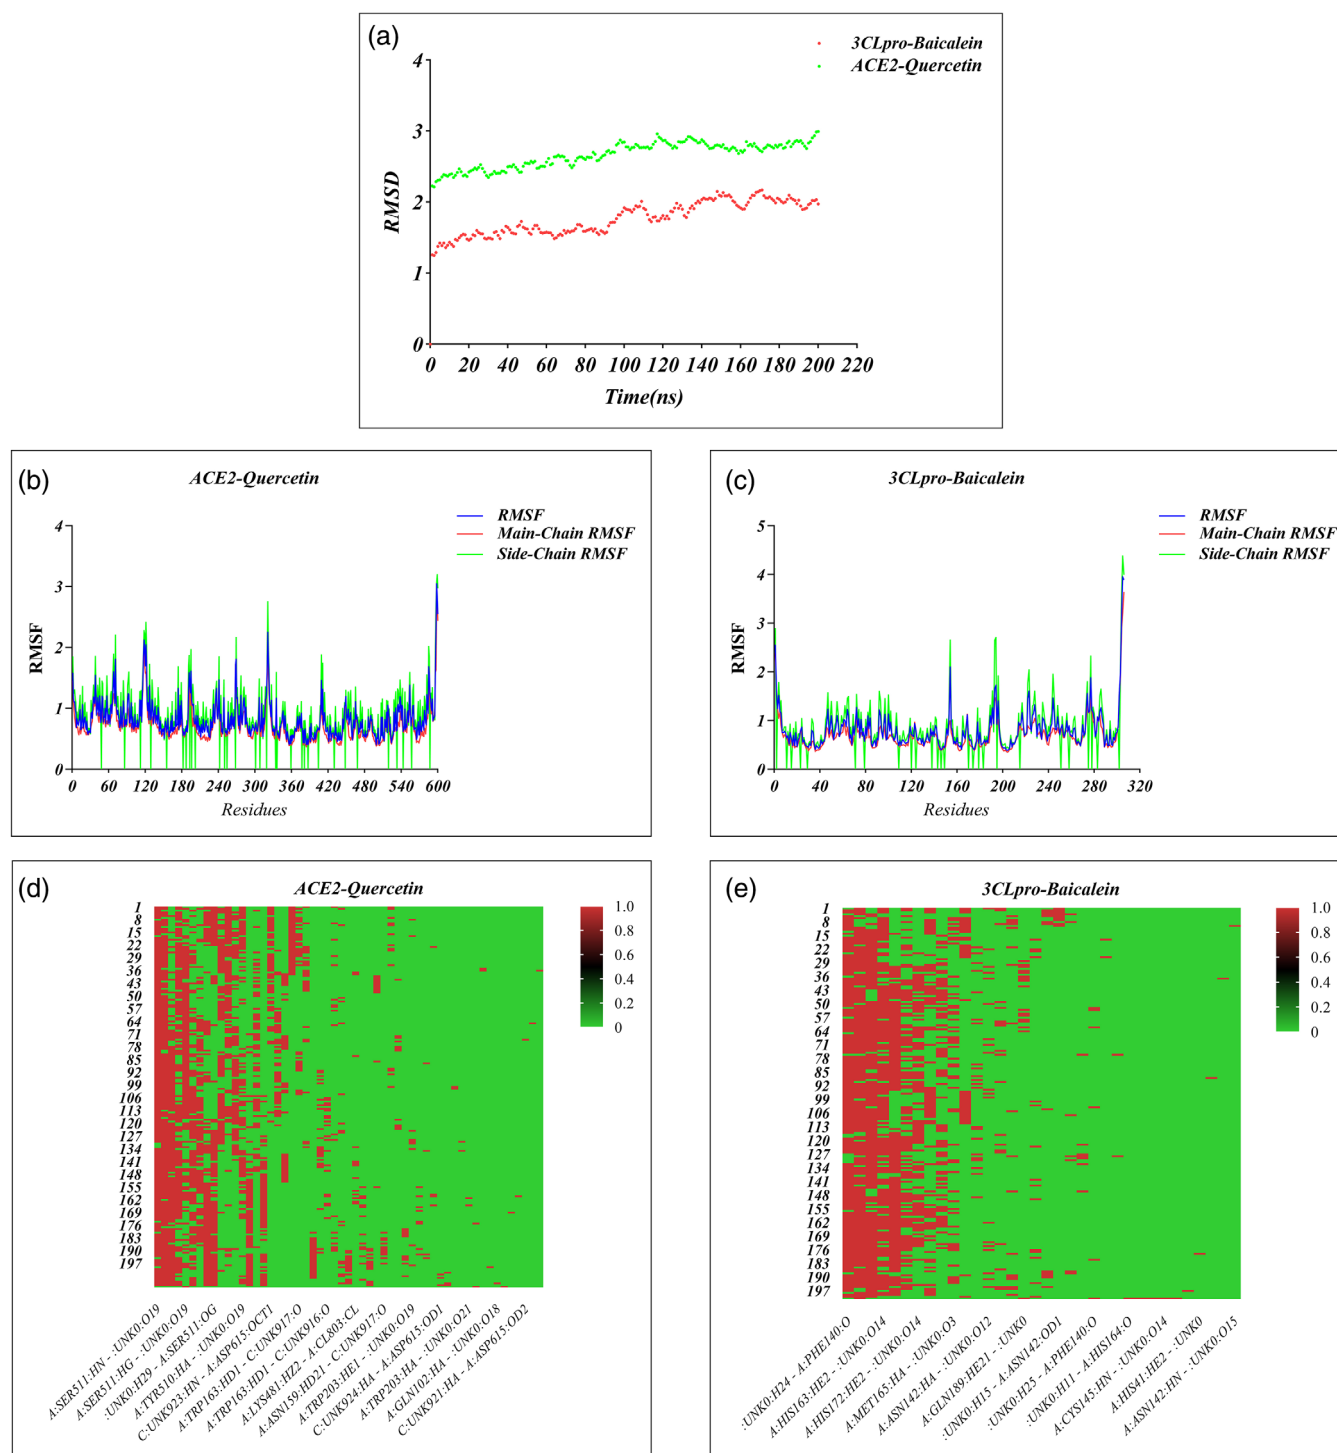 (a)
3CLpro-Baicalein
ACE2-Quercetin
4
3
2
1
0
RMSD
0 20 40 60 80 100 120 140 160 180 200 220
Time(ns)
(b)
ACE2-Quercetin
RMSF
Main-Chain RMSF
Side-Chain RMSF
4
3
2
1
0
RMSF
0 60 120 180 240 300 360 420 480 540 600
Residues
(c)
3CLpro-Baicalein
RMSF
Main-Chain RMSF
Side-Chain RMSF
5
4
3
2
1
0
RMSF
0 40 80 120 160 200 240 280 320
Residues
(d)
ACE2-Quercetin
1
8
15
22
29
36
43
50
57
64
71
78
85
92
99
106
113
120
127
134
141
148
155
162
169
176
183
190
197
1.0
0.8
0.6
0.4
0.2
0
A:SER511:HN - :UNK0:O19
A:SER511:HG - :UNK0:O19
:UNK0:H29 - A:SER511:OG
A:TYR510:HA - :UNK0:O19
C:UNK923:HN - A:ASP615:OCT1
A:TRP163:HD1 - C:UNK917:O
A:TRP163:HD1 - C:UNK916:O
A:LYS481:HZ2 - A:CL803:CL
A:ASN159:HD21 - C:UNK917:O
A:TRP203:HE1 - :UNK0:O19
C:UNK924:HA - A:ASP615:OD1
A:TRP203:HA - :UNK0:O21
A:GLN102:HA - :UNK0:O18
C:UNK921:HA - A:ASP615:OD2
(e)
3CLpro-Baicalein
1
8
15
22
29
36
43
50
57
64
71
78
85
92
99
106
113
120
127
134
141
148
155
162
169
176
183
190
197
1.0
0.8
0.6
0.4
0.2
0
:UNK0:H24 - A:PHE140:O
A:HIS163:HE2 - :UNK0:O14
A:HIS172:HE2 - :UNK0:O14
A:MET165:HA - :UNK0:O3
A:ASN142:HA - :UNK0:O12
A:GLN189:HE21 - :UNK0
:UNK0:H15 - A:ASN142:OD1
:UNK0:H25 - A:PHE140:O
:UNK0:H11 - A:HIS164:O
A:CYS145:HN - :UNK0:O14
A:HIS41:HE2 - :UNK0
A:ASN142:HN - :UNK0:O15